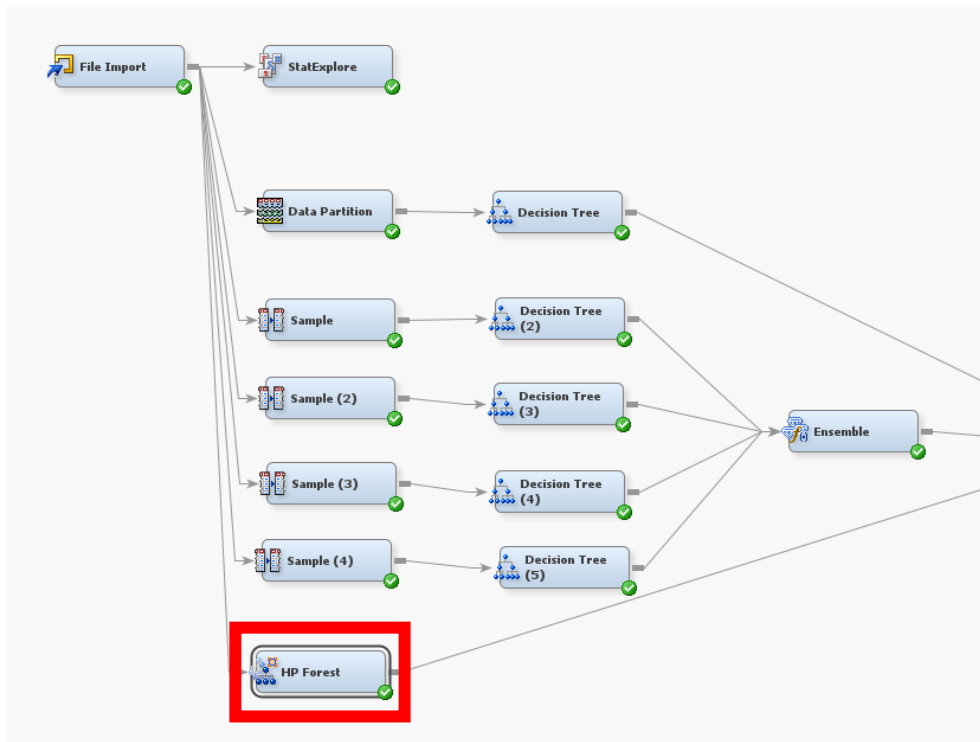 File Import
StatExplore
Data Partition
Decision Tree
Sample
Decision Tree
(2)
Sample (2)
Decision Tree
(3)
Ensemble
Sample (3)
Decision Tree
(4)
Sample (4)
Decision Tree
(5)
HP Forest